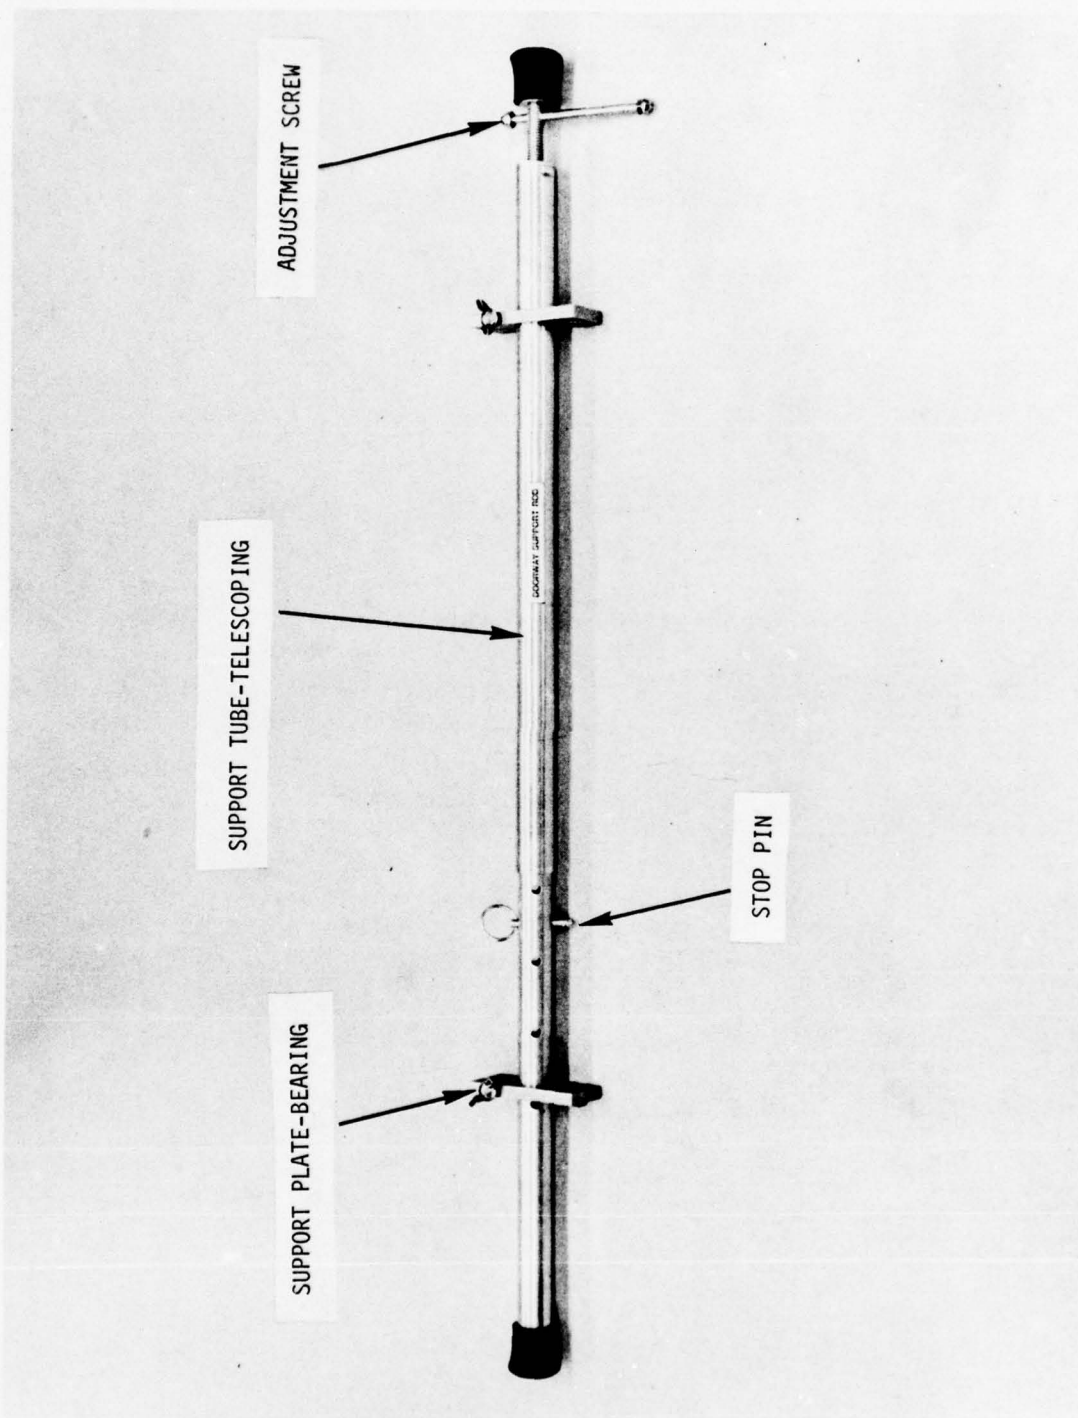 SUPPORT PLATE-BEARING
SUPPORT TUBE-TELESCOPING
ADJUSTMENT SCREW
DOORWAY SUPPORT ROD
STOP PIN